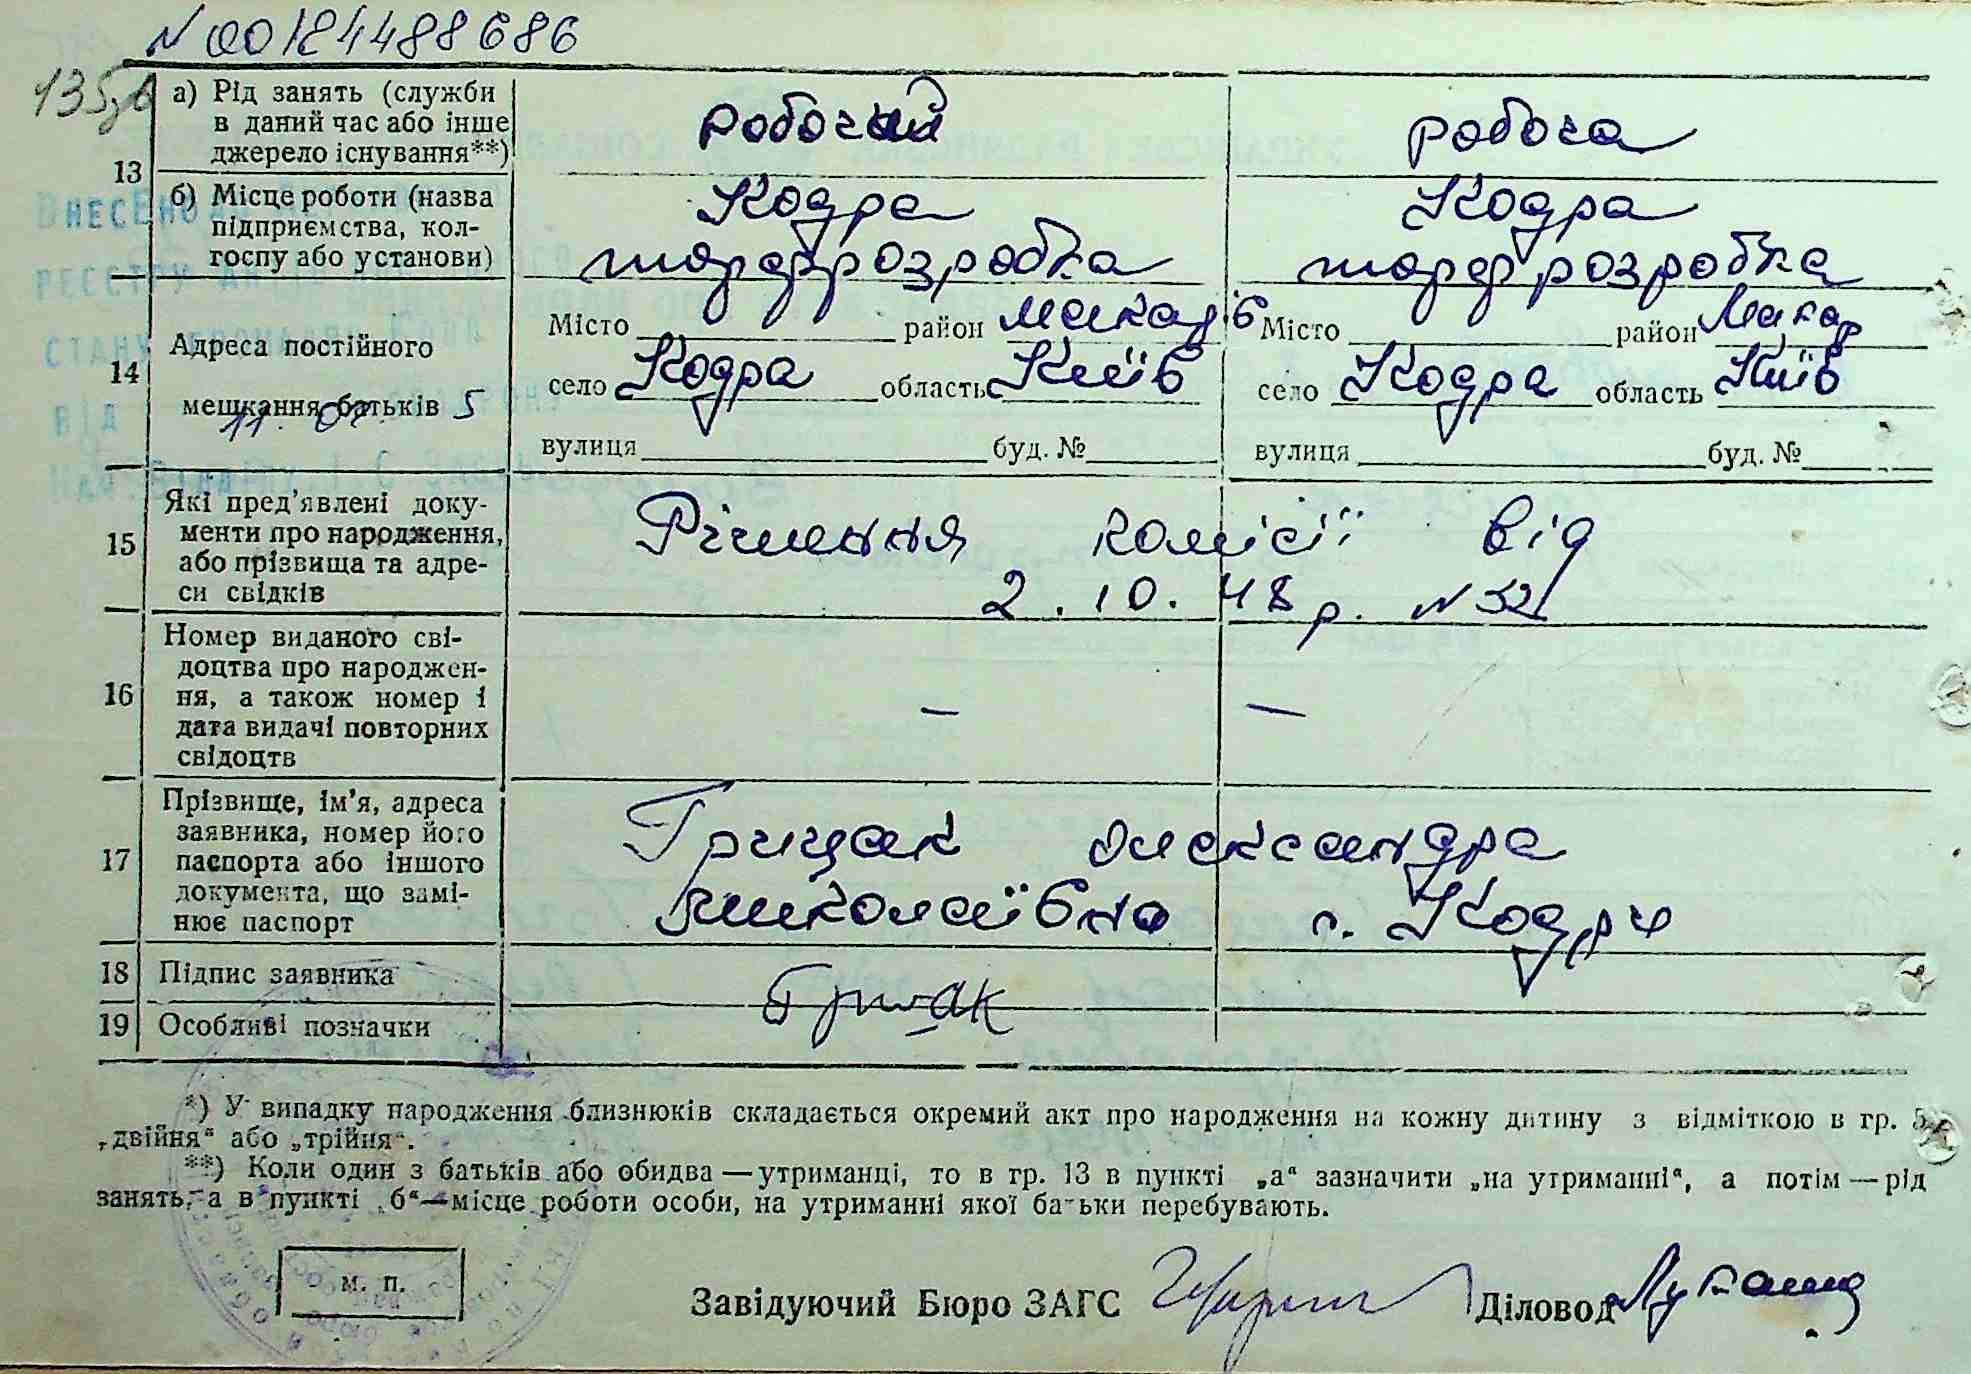 N 00124488686
13 а) Рід занять (служби в даний час або інше джерело існування**) робочий робоча
б) Місце роботи (назва підприємства, колгоспу або установи) Кодра торфрозробка Кодра торфрозробка
14 Адреса постійного мешкання батьків
Місто район Макарів Місто район Макар
село Кодра область Київ село Кодра область Київ
вулиця буд. № вулиця буд. №
15 Які пред'явлені документи про народження, або прізвища та адреси свідків Рішення комісії від
2.10.48 р. N 32
16 Номер виданого свідоцтва про народження, а також номер і дата видачі повторних свідоцтв — —
17 Прізвище, ім'я, адреса заявника, номер його паспорта або іншого документа, що замінює паспорт Грицак Олександра
Миколаївна с. Кодри
18 Підпис заявника Грицак
19 Особливі позначки
*) У випадку народження близнюків складається окремий акт про народження на кожну дитину з відміткою в гр. 5
„двійня“ або „трійня“.
**) Коли один з батьків або обидва — утриманці, то в гр. 13 в пункті „а“ зазначити „на утриманні“, а потім — рід
занять, а в пункті „б“ — місце роботи особи, на утриманні якої батьки перебувають.
м. п.
Завідуючий Бюро ЗАГС Діловод